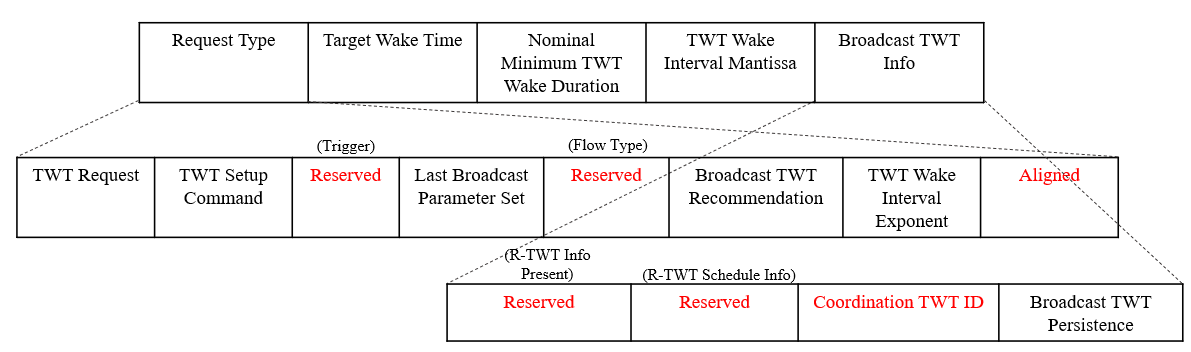 Request Type
Target Wake Time
Nominal
Minimum TWT
Wake Duration
TWT Wake
Interval Mantissa
Broadcast TWT
Info
(Trigger)
(Flow Type)
TWT Request
TWT Setup
Command
Reserved
Last Broadcast
Parameter Set
Reserved
Broadcast TWT
Recommendation
TWT Wake
Interval
Exponent
Aligned
(R-TWT Info
Present)
(R-TWT Schedule Info)
Reserved
Reserved
Coordination TWT ID
Broadcast TWT
Persistence